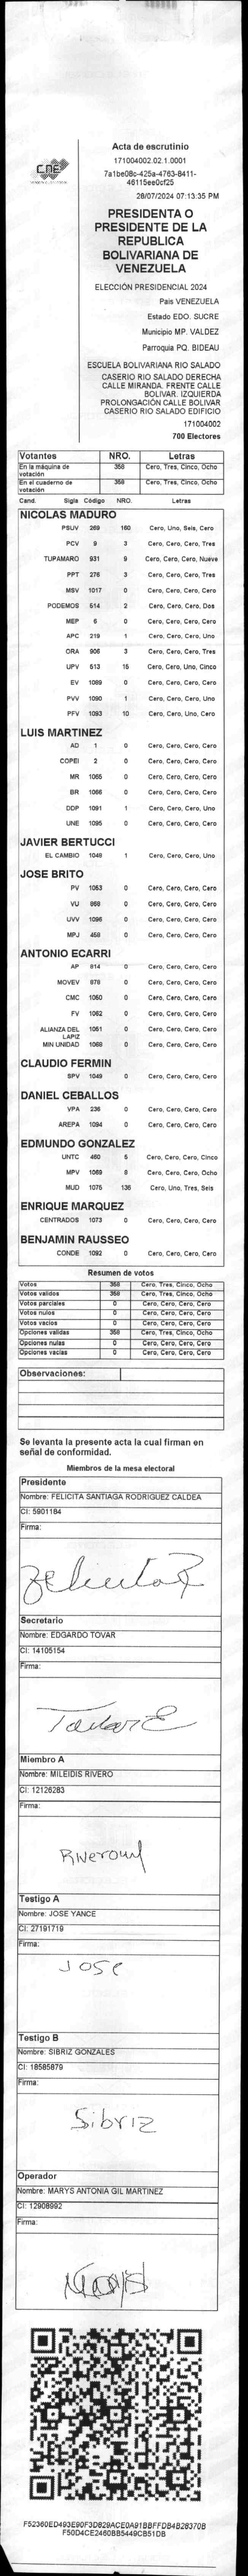 CNE
Acta de escrutinio
171004002.02.1.0001
7a1be08c-425a-4763-8411-
46115ee0cf25
28/07/2024 07:13:35 PM
PRESIDENTA O
PRESIDENTE DE LA
REPUBLICA
BOLIVARIANA DE
VENEZUELA
ELECCIÓN PRESIDENCIAL 2024
Pais VENEZUELA
Estado EDO. SUCRE
Municipio MP. VALDEZ
Parroquia PQ. BIDEAU
ESCUELA BOLIVARIANA RIO SALADO
CASERIO RIO SALADO DERECHA
CALLE MIRANDA. FRENTE CALLE
BOLIVAR. IZQUIERDA
PROLONGACIÓN CALLE BOLIVAR
CASERIO RIO SALADO EDIFICIO
171004002
700 Electores
Votantes NRO. Letras
En la máquina de votación 358 Cero, Tres, Cinco, Ocho
En el cuaderno de votación 358 Cero, Tres, Cinco, Ocho
Cand. Sigla Código NRO. Letras
NICOLAS MADURO
PSUV 269 160 Cero, Uno, Seis, Cero
PCV 9 3 Cero, Cero, Cero, Tres
TUPAMARO 931 9 Cero, Cero, Cero, Nueve
PPT 276 3 Cero, Cero, Cero, Tres
MSV 1017 0 Cero, Cero, Cero, Cero
PODEMOS 514 2 Cero, Cero, Cero, Dos
MEP 6 0 Cero, Cero, Cero, Cero
APC 219 1 Cero, Cero, Cero, Uno
ORA 906 3 Cero, Cero, Cero, Tres
UPV 513 15 Cero, Cero, Uno, Cinco
EV 1089 0 Cero, Cero, Cero, Cero
PVV 1090 1 Cero, Cero, Cero, Uno
PFV 1093 10 Cero, Cero, Uno, Cero
LUIS MARTINEZ
AD 1 0 Cero, Cero, Cero, Cero
COPEI 2 0 Cero, Cero, Cero, Cero
MR 1065 0 Cero, Cero, Cero, Cero
BR 1066 0 Cero, Cero, Cero, Cero
DDP 1091 1 Cero, Cero, Cero, Uno
UNE 1095 0 Cero, Cero, Cero, Cero
JAVIER BERTUCCI
EL CAMBIO 1048 1 Cero, Cero, Cero, Uno
JOSE BRITO
PV 1053 0 Cero, Cero, Cero, Cero
VU 868 0 Cero, Cero, Cero, Cero
UVV 1096 0 Cero, Cero, Cero, Cero
MPJ 458 0 Cero, Cero, Cero, Cero
ANTONIO ECARRI
AP 814 0 Cero, Cero, Cero, Cero
MOVEV 878 0 Cero, Cero, Cero, Cero
CMC 1050 0 Cero, Cero, Cero, Cero
FV 1052 0 Cero, Cero, Cero, Cero
ALIANZA DEL LAPIZ 1051 0 Cero, Cero, Cero, Cero
MIN UNIDAD 1068 0 Cero, Cero, Cero, Cero
CLAUDIO FERMIN
SPV 1049 0 Cero, Cero, Cero, Cero
DANIEL CEBALLOS
VPA 236 0 Cero, Cero, Cero, Cero
AREPA 1094 0 Cero, Cero, Cero, Cero
EDMUNDO GONZALEZ
UNTC 460 5 Cero, Cero, Cero, Cinco
MPV 1069 8 Cero, Cero, Cero, Ocho
MUD 1075 136 Cero, Uno, Tres, Seis
ENRIQUE MARQUEZ
CENTRADOS 1073 0 Cero, Cero, Cero, Cero
BENJAMIN RAUSSEO
CONDE 1092 0 Cero, Cero, Cero, Cero
Resumen de votos
Votos 358 Cero, Tres, Cinco, Ocho
Votos validos 358 Cero, Tres, Cinco, Ocho
Votos parciales 0 Cero, Cero, Cero, Cero
Votos nulos 0 Cero, Cero, Cero, Cero
Votos vacios 0 Cero, Cero, Cero, Cero
Opciones validas 358 Cero, Tres, Cinco, Ocho
Opciones nulas 0 Cero, Cero, Cero, Cero
Opciones vacias 0 Cero, Cero, Cero, Cero
Observaciones:
Se levanta la presente acta la cual firman en
señal de conformidad.
Miembros de la mesa electoral
Presidente
Nombre: FELICITA SANTIAGA RODRIGUEZ CALDEA
CI: 5901184
Firma:
Secretario
Nombre: EDGARDO TOVAR
CI: 14105154
Firma:
Tovar E
Miembro A
Nombre: MILEIDIS RIVERO
CI: 12126283
Firma:
Testigo A
Nombre: JOSE YANCE
CI: 27191719
Firma:
JOSE
Testigo B
Nombre: SIBRIZ GONZALES
CI: 18585879
Firma:
Sibriz
Operador
Nombre: MARYS ANTONIA GIL MARTINEZ
CI: 12908992
Firma:
Marys
F52360ED493E90F3D829ACE0A91BBFFDB4B28370B
F50D4CE2460BB5449CB51DB